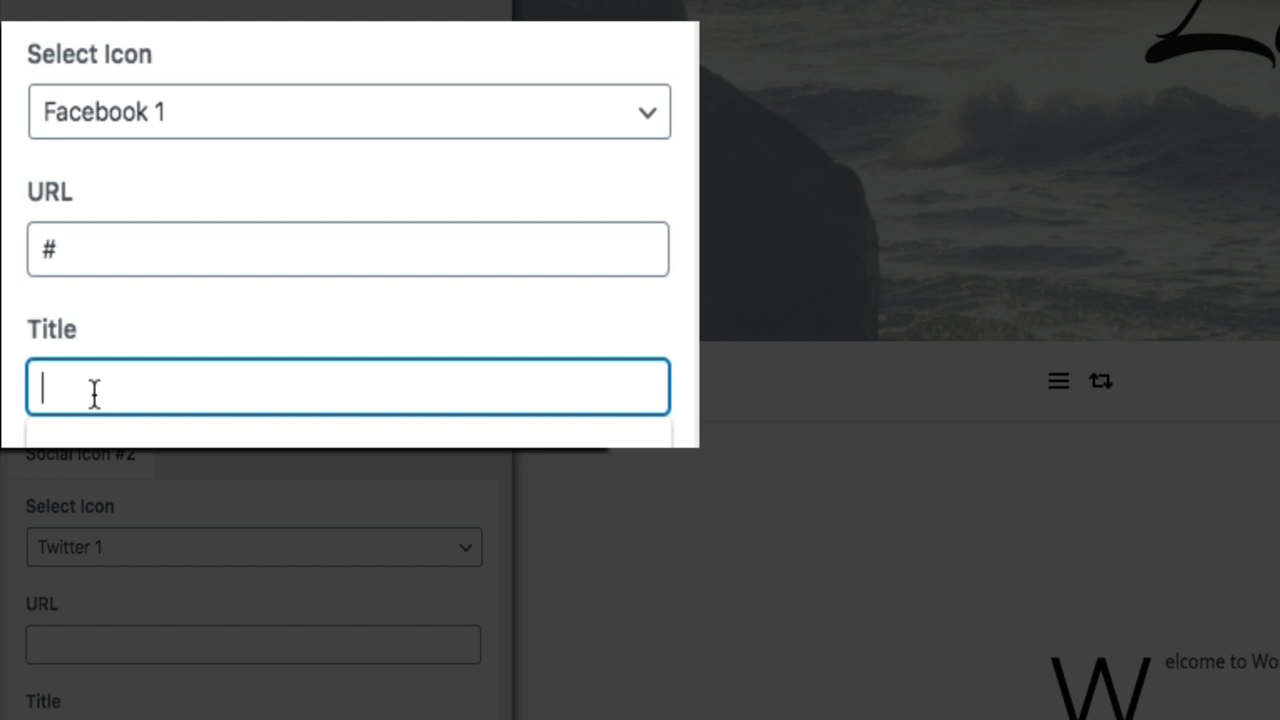 Select Icon
Facebook 1
URL
#
Title
Social Icon #2
Select Icon
Twitter 1
URL
Title
W
elcome to Wo